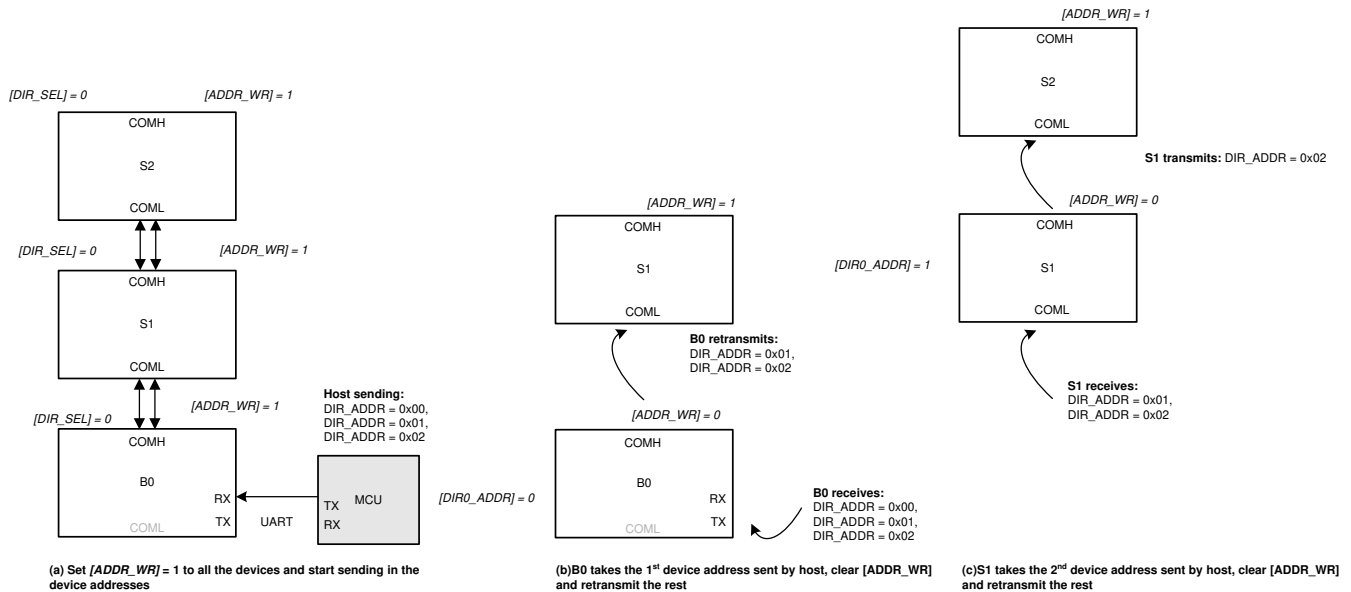 [DIR_SEL] = 0
[ADDR_WR] = 1
COMH
S2
COML
[DIR_SEL] = 0
[ADDR_WR] = 1
COMH
S1
COML
[DIR_SEL] = 0
[ADDR_WR] = 1
COMH
B0
RX
TX
COML
UART
Host sending:
DIR_ADDR = 0x00,
DIR_ADDR = 0x01,
DIR_ADDR = 0x02
MCU
TX
RX
(a) Set [ADDR_WR] = 1 to all the devices and start sending in the
device addresses
[ADDR_WR] = 1
COMH
S1
COML
B0 retransmits:
DIR_ADDR = 0x01,
DIR_ADDR = 0x02
[ADDR_WR] = 0
[DIR0_ADDR] = 0
COMH
B0
RX
TX
COML
B0 receives:
DIR_ADDR = 0x00,
DIR_ADDR = 0x01,
DIR_ADDR = 0x02
(b)B0 takes the 1st device address sent by host, clear [ADDR_WR]
and retransmit the rest
[ADDR_WR] = 1
COMH
S2
COML
S1 transmits: DIR_ADDR = 0x02
[ADDR_WR] = 0
[DIR0_ADDR] = 1
COMH
S1
COML
S1 receives:
DIR_ADDR = 0x01,
DIR_ADDR = 0x02
(c)S1 takes the 2nd device address sent by host, clear [ADDR_WR]
and retransmit the rest